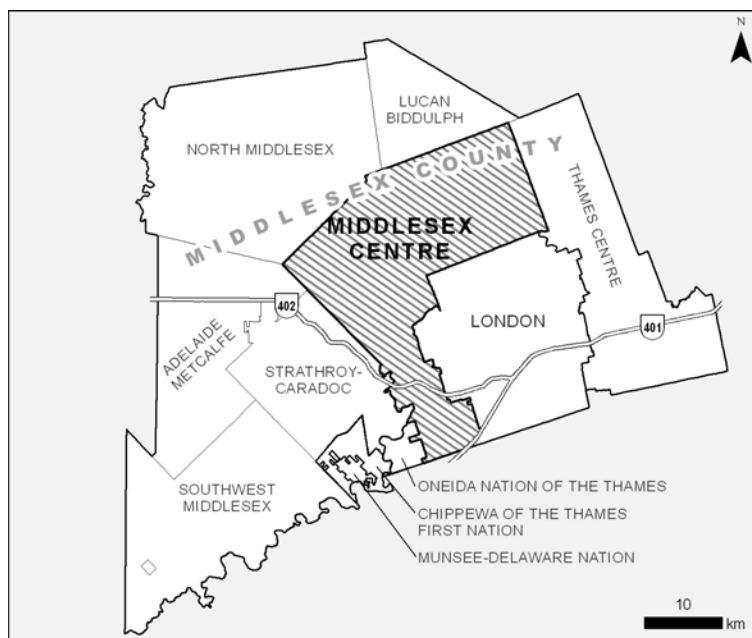 N
LUCAN
BIDDULPH
NORTH MIDDLESEX
MIDDLESEX COUNTY
THAMES CENTRE
MIDDLESEX
CENTRE
402
LONDON
401
ADELAIDE
METCALFE
STRATHROY-
CARADOC
SOUTHWEST
MIDDLESEX
ONEIDA NATION OF THE THAMES
CHIPPEWA OF THE THAMES
FIRST NATION
MUNSEE-DELAWARE NATION
10
km